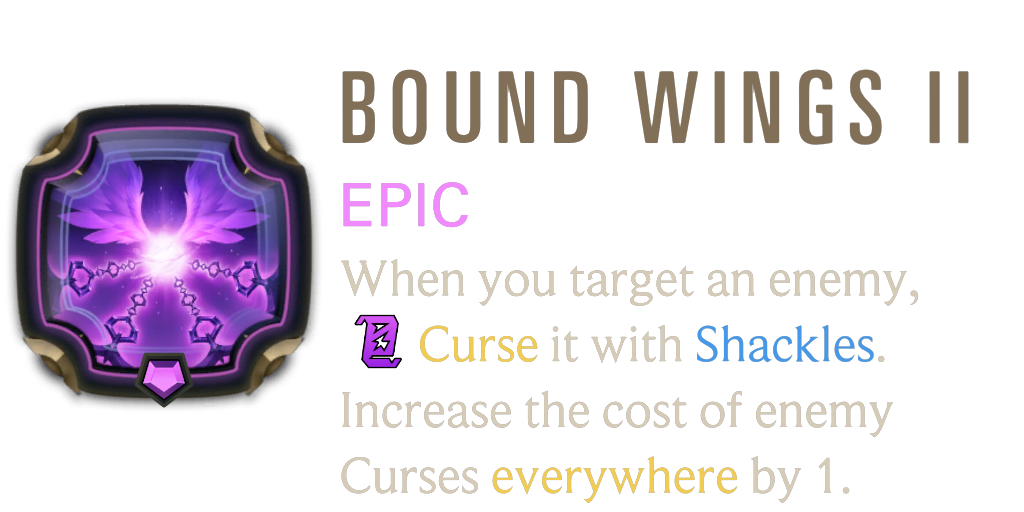 BOUND WINGS II
EPIC
When you target an enemy,
Curse it with Shackles.
Increase the cost of enemy
Curses everywhere by 1.